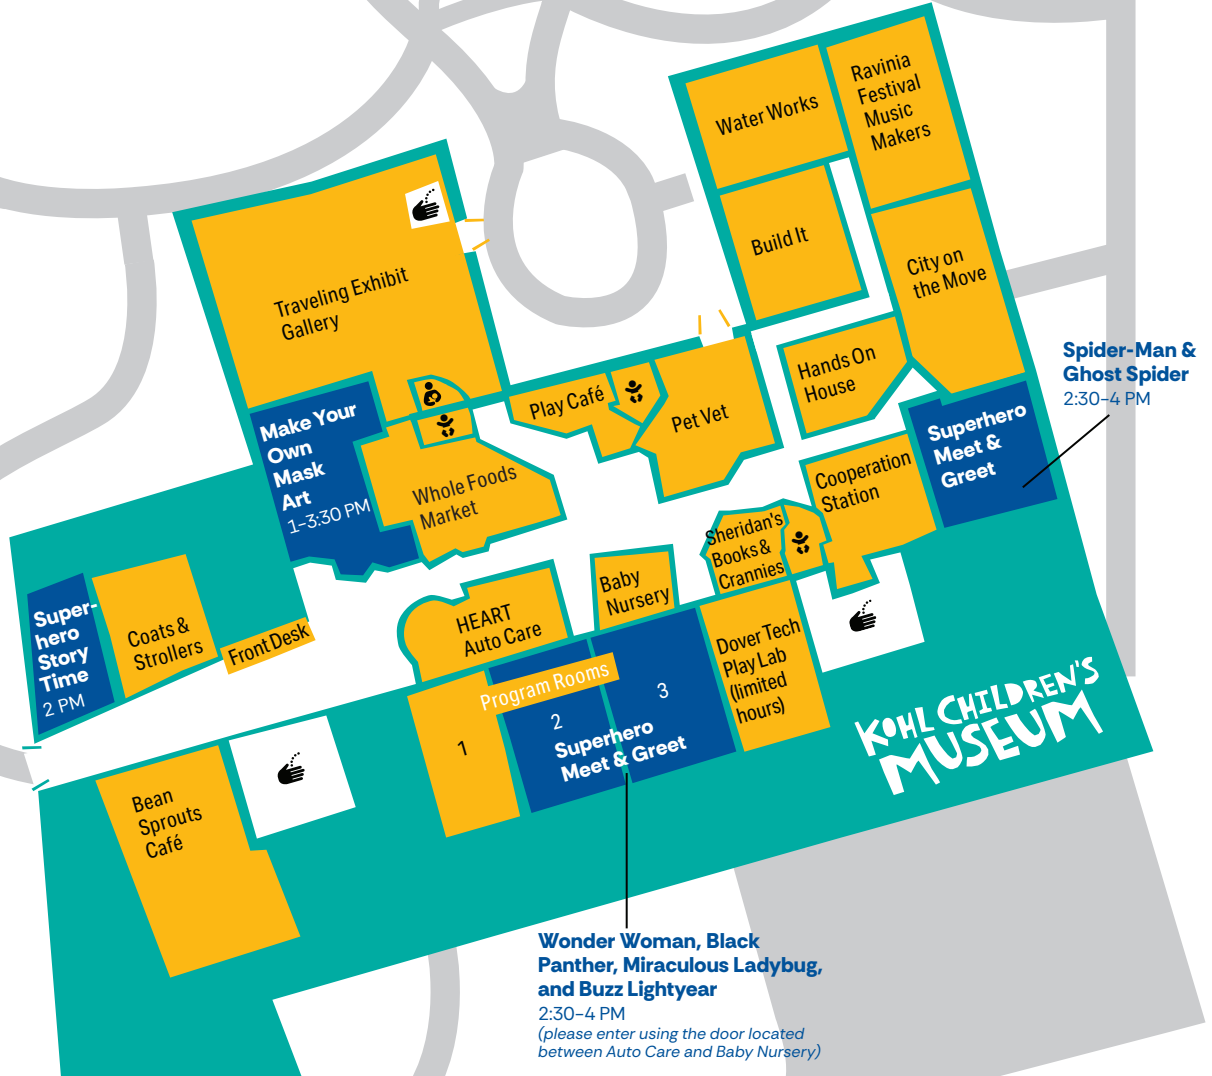 Water Works
Ravinia
Festival
Music
Makers
Build It
City on
the Move
Traveling Exhibit
Gallery
Spider-Man &
Ghost Spider
2:30-4 PM
Hands On
House
Play Café
Pet Vet
Make Your
Own
Mask
Art
1-3:30 PM
Whole Foods
Market
Superhero
Meet &
Greet
Cooperation
Station
Sheridan's
Books &
Crannies
Baby
Nursery
HEART
Auto Care
Super-
hero
Story
Time
2 PM
Coats &
Strollers
Front Desk
Dover Tech
Play Lab
(limited
hours)
Program Rooms
1
2
3
Superhero
Meet & Greet
KOHL CHILDREN'S
MUSEUM
Bean
Sprouts
Café
Wonder Woman, Black
Panther, Miraculous Ladybug,
and Buzz Lightyear
2:30-4 PM
(please enter using the door located
between Auto Care and Baby Nursery)